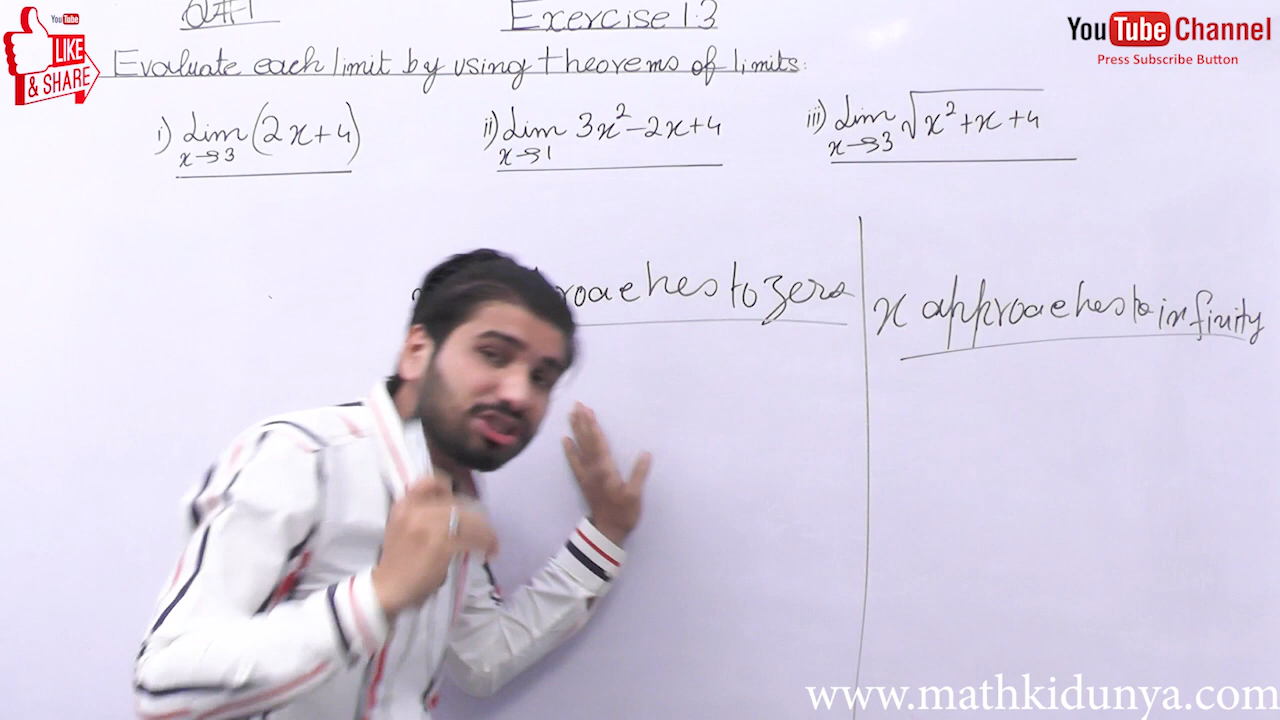 Exercise 1.3
YouTube
LIKE
& SHARE
YouTube Channel
Press Subscribe Button
Evaluate each limit by using theorems of limits:
i) Lim (2x+4)
x→3
ii) Lim 3x²-2x+4
x→1
iii) Lim √x²+x+4
x→3
roaches to zero
x approaches to infinity
www.mathkidunya.com